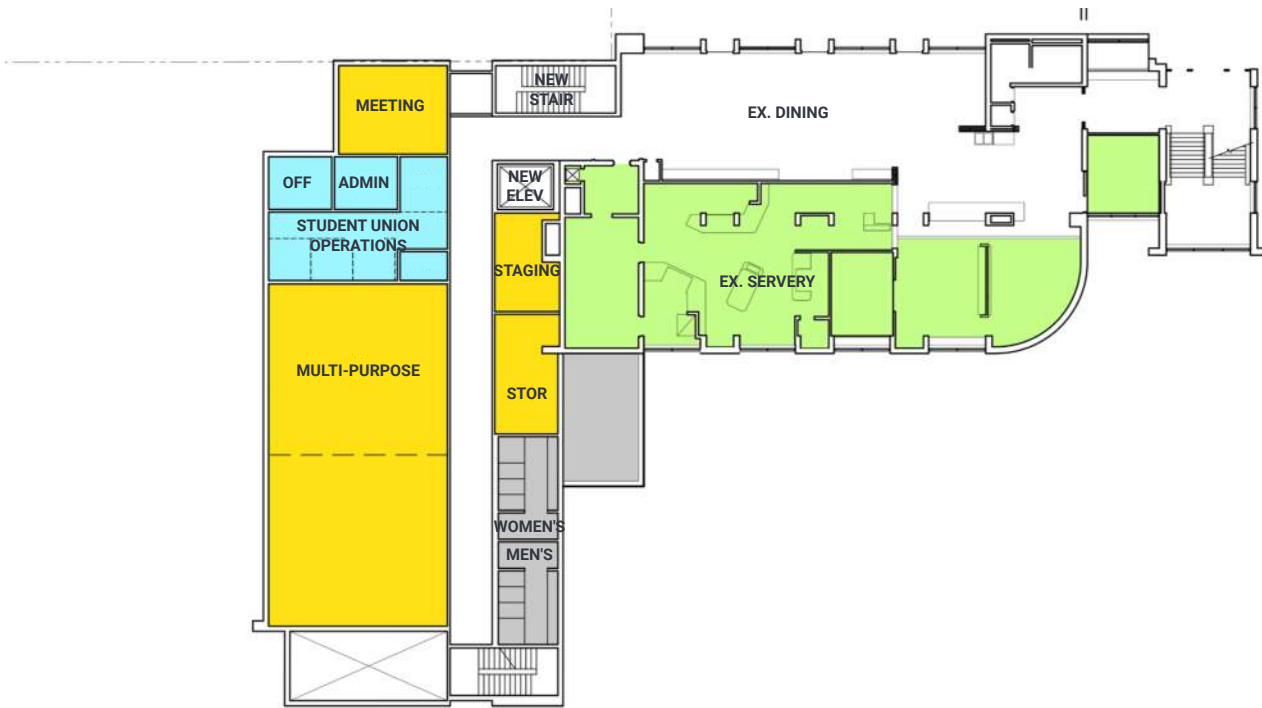 NEW
STAIR
MEETING
EX. DINING
OFF
ADMIN
NEW
ELEV
STUDENT UNION
OPERATIONS
STAGING
EX. SERVERY
MULTI-PURPOSE
STOR
WOMEN'S
MEN'S